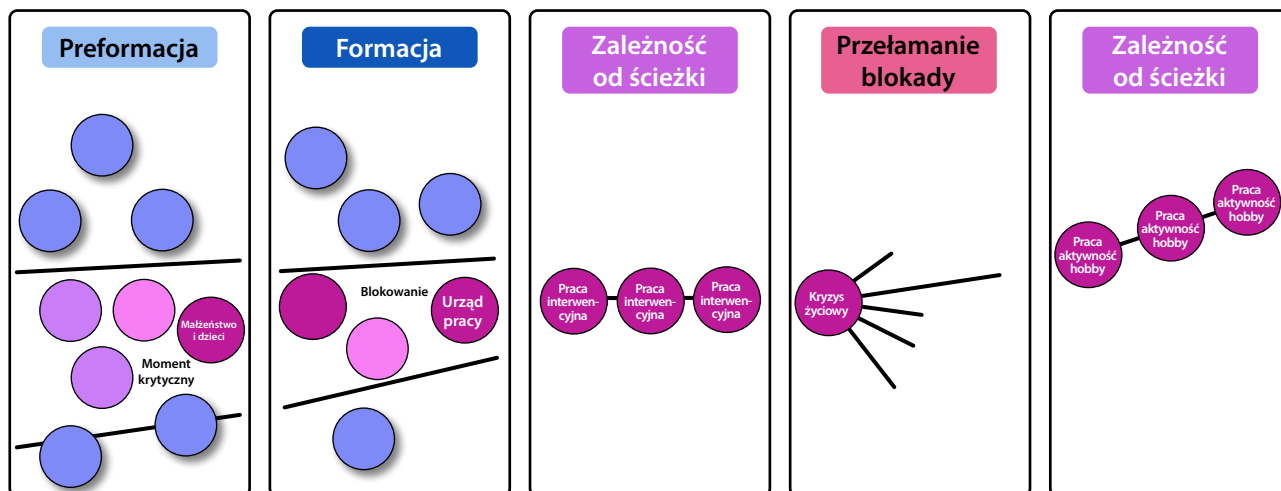 Preformacja
Małżeństwo
i dzieci
Moment
krytyczny
Formacja
Blokowanie
Urząd
pracy
Zależność
od ścieżki
Praca
interwen-
cyjna
Praca
interwen-
cyjna
Praca
interwen-
cyjna
Przełamanie
blokady
Kryzys
życiowy
Zależność
od ścieżki
Praca
aktywność
hobby
Praca
aktywność
hobby
Praca
aktywność
hobby